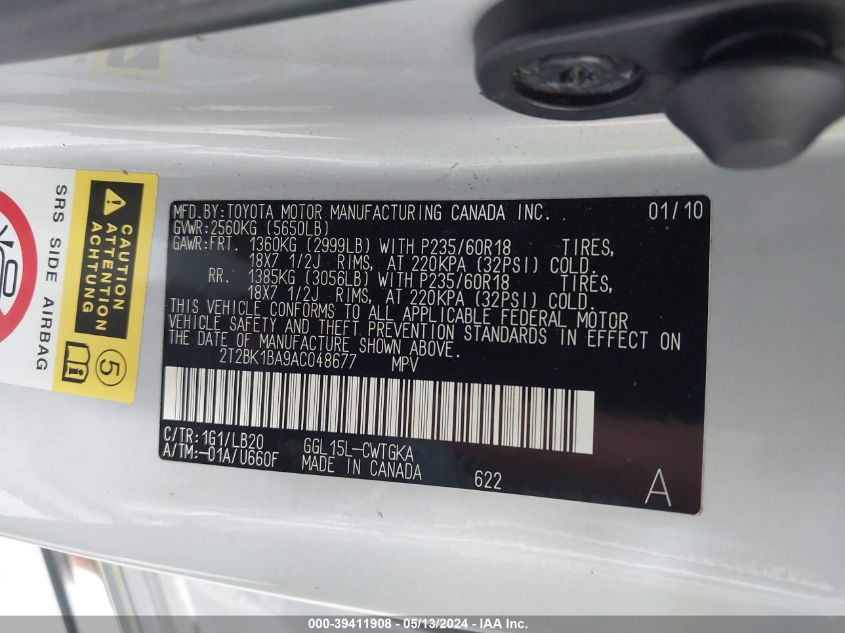 MFD.BY:TOYOTA MOTOR MANUFACTURING CANADA INC. 01/10
GVWR:2560KG (5650LB)
GAWR:FRT. 1360KG (2999LB) WITH P235/60R18 TIRES,
18X7 1/2J RIMS, AT 220KPA (32PSI) COLD.
RR. 1385KG (3056LB) WITH P235/60R18 TIRES,
18X7 1/2J RIMS, AT 220KPA (32PSI) COLD.
THIS VEHICLE CONFORMS TO ALL APPLICABLE FEDERAL MOTOR
VEHICLE SAFETY AND THEFT PREVENTION STANDARDS IN EFFECT ON
THE DATE OF MANUFACTURE SHOWN ABOVE.
2T2BK1BA9AC048677 MPV
C/TR:1G1/LB20 GGL15L-CWTGKA
A/TM:-01A/U660F MADE IN CANADA 622 A
CAUTION
ATTENTION
5
SRS SIDE AIRBAG
000-39411908 - 05/13/2024 - IAA Inc.